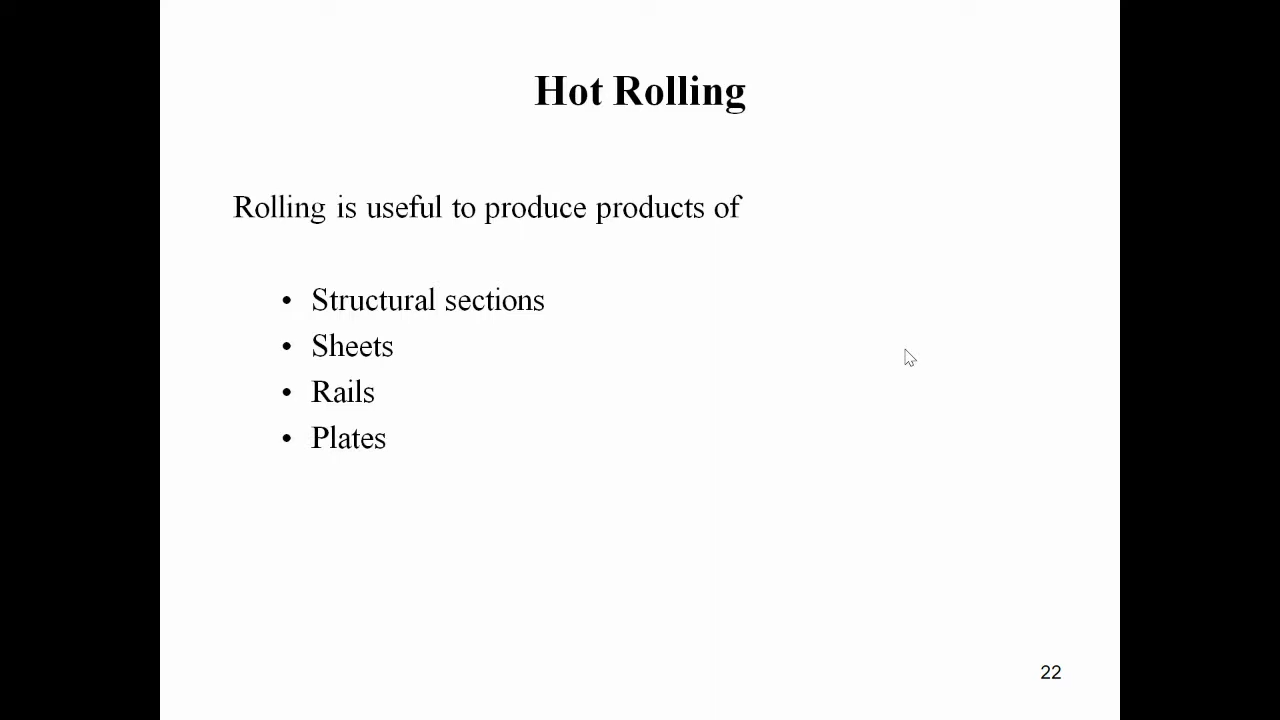 Hot Rolling
Rolling is useful to produce products of
• Structural sections
• Sheets
• Rails
• Plates
22